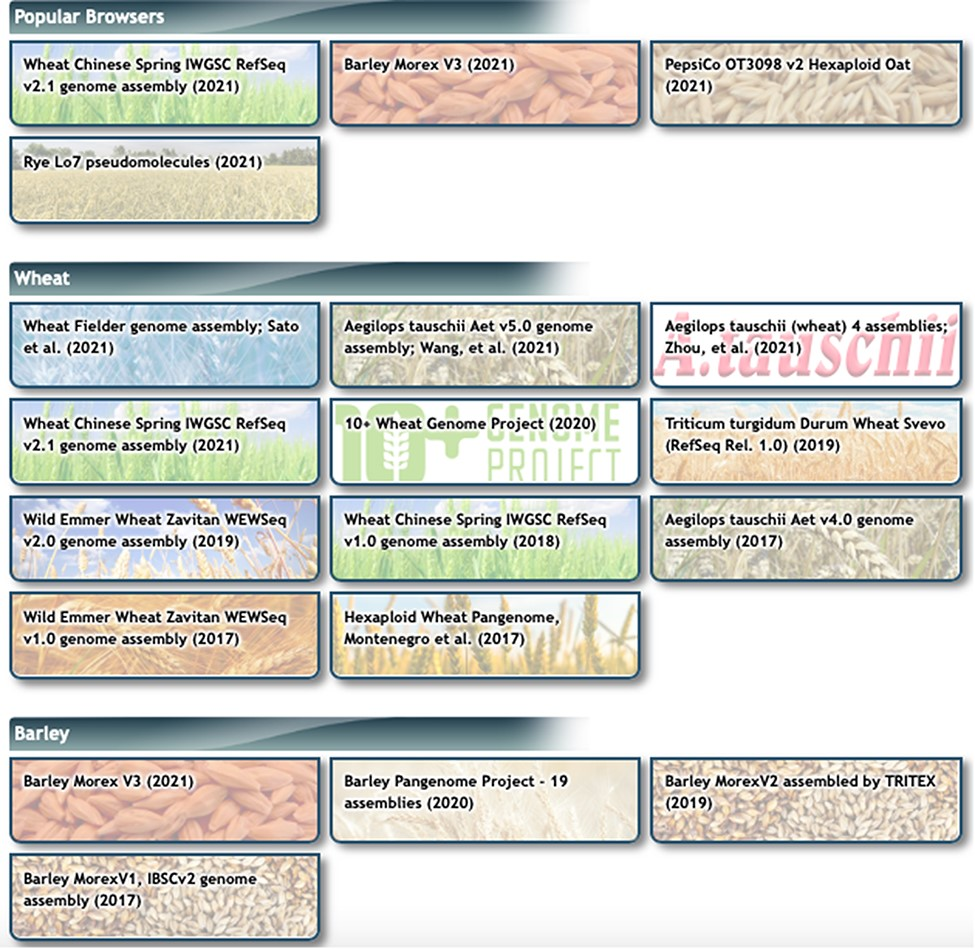 Popular Browsers
Wheat Chinese Spring IWGSC RefSeq
v2.1 genome assembly (2021)
Barley Morex V3 (2021)
PepsiCo OT3098 v2 Hexaploid Oat
(2021)
Rye Lo7 pseudomolecules (2021)
Wheat
Wheat Fielder genome assembly; Sato
et al. (2021)
Aegilops tauschii Aet v5.0 genome
assembly; Wang, et al. (2021)
A.tauschii
Aegilops tauschii (wheat) 4 assemblies;
Zhou, et al. (2021)
Wheat Chinese Spring IWGSC RefSeq
v2.1 genome assembly (2021)
10+ GENOME
PROJECT
10+ Wheat Genome Project (2020)
Triticum turgidum Durum Wheat Svevo
(RefSeq Rel. 1.0) (2019)
Wild Emmer Wheat Zavitan WEWSeq
v2.0 genome assembly (2019)
Wheat Chinese Spring IWGSC RefSeq
v1.0 genome assembly (2018)
Aegilops tauschii Aet v4.0 genome
assembly (2017)
Wild Emmer Wheat Zavitan WEWSeq
v1.0 genome assembly (2017)
Hexaploid Wheat Pangenome,
Montenegro et al. (2017)
Barley
Barley Morex V3 (2021)
Barley Pangenome Project - 19
assemblies (2020)
Barley MorexV2 assembled by TRITEX
(2019)
Barley MorexV1, IBSCv2 genome
assembly (2017)